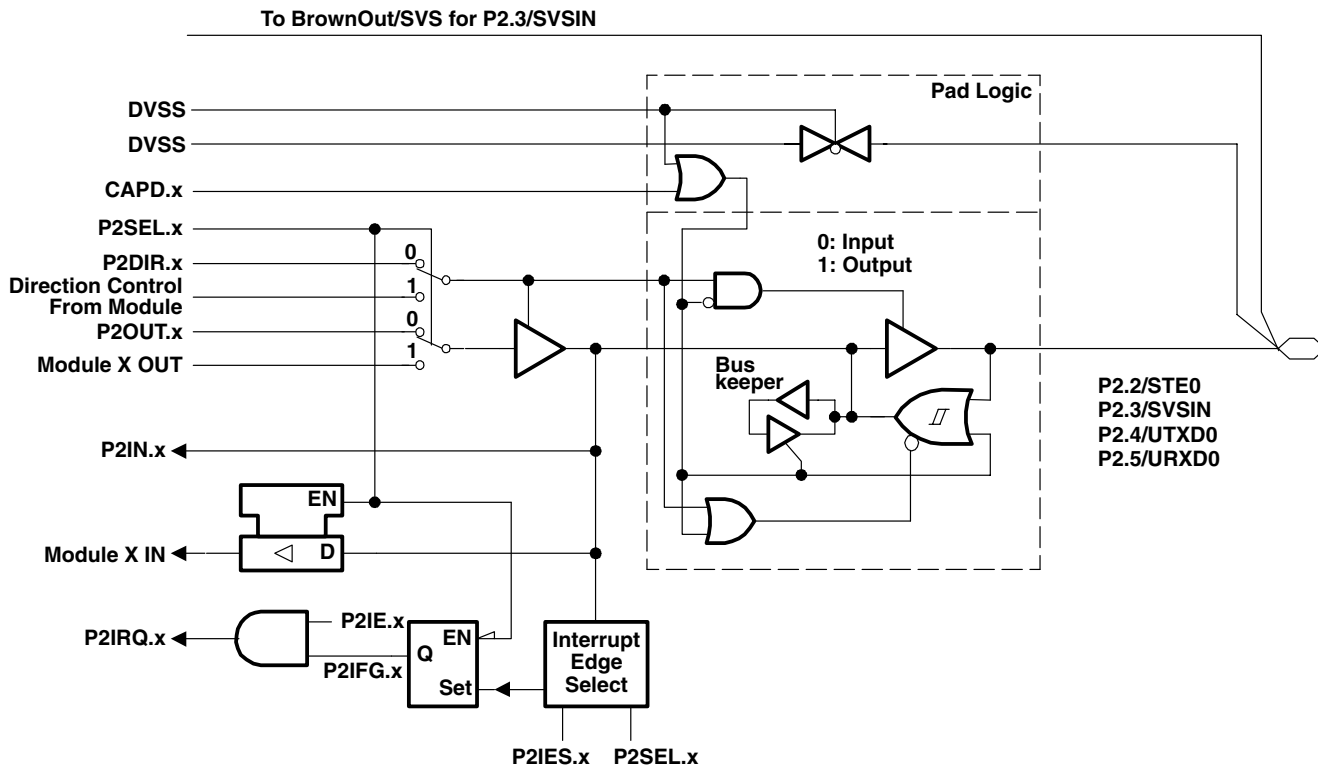 To BrownOut/SVS for P2.3/SVSIN
Pad Logic
DVSS
DVSS
CAPD.x
P2SEL.x
0: Input
1: Output
0
P2DIR.x
1
Direction Control
From Module
0
P2OUT.x
1
Module X OUT
Bus
keeper
P2.2/STE0
P2.3/SVSIN
P2.4/UTXD0
P2.5/URXD0
P2IN.x
EN
D
Module X IN
P2IE.x
P2IRQ.x
P2IFG.x
EN
Q
Set
Interrupt
Edge
Select
P2IES.x
P2SEL.x